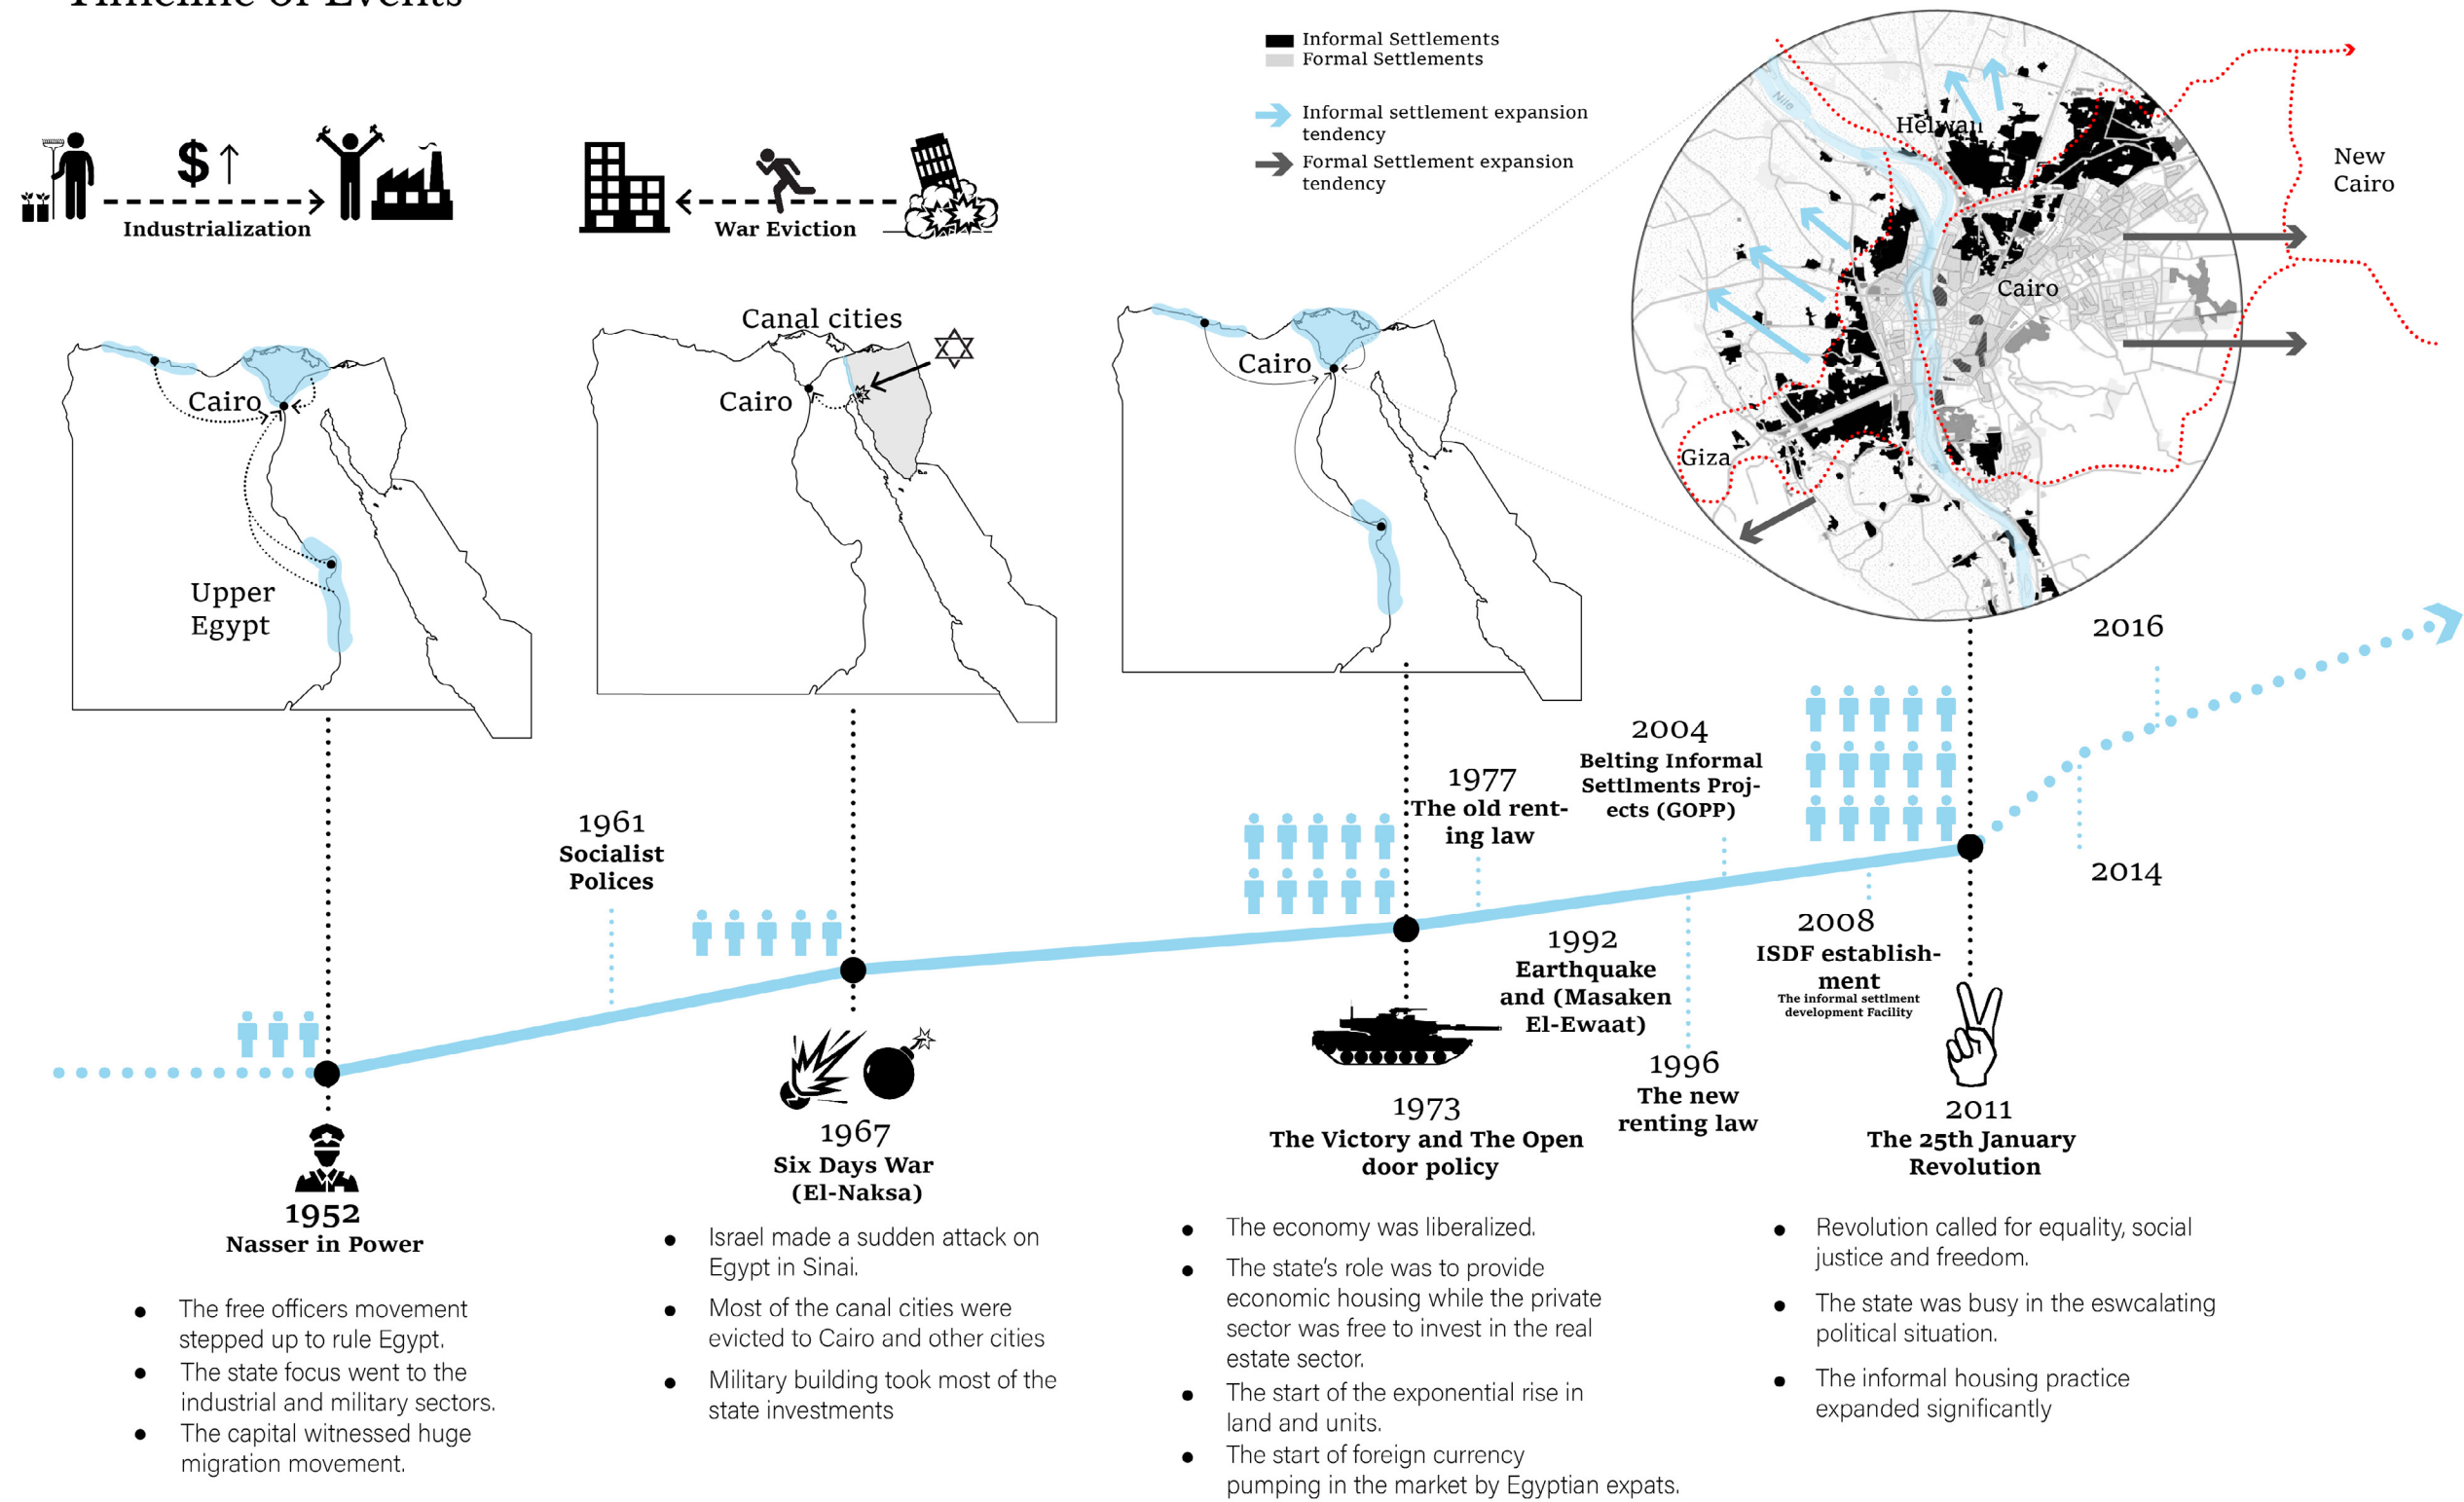 Timeline of Events
Informal Settlements
Formal Settlements
Informal settlement expansion
tendency
Formal Settlement expansion
tendency
$
Industrialization
War Eviction
Nile
Helwan
New
Cairo
Cairo
Giza
Cairo
Upper
Egypt
Canal cities
Cairo
Cairo
2016
2014
1961
Socialist
Polices
1977
The old rent-
ing law
2004
Belting Informal
Settlments Proj-
ects (GOPP)
1992
Earthquake
and (Masaken
El-Ewaat)
1996
The new
renting law
2008
ISDF establish-
ment
The informal settlment
development Facility
1952
Nasser in Power
• The free officers movement
stepped up to rule Egypt.
• The state focus went to the
industrial and military sectors.
• The capital witnessed huge
migration movement.
1967
Six Days War
(El-Naksa)
• Israel made a sudden attack on
Egypt in Sinai.
• Most of the canal cities were
evicted to Cairo and other cities
• Military building took most of the
state investments
1973
The Victory and The Open
door policy
• The economy was liberalized.
• The state's role was to provide
economic housing while the private
sector was free to invest in the real
estate sector.
• The start of the exponential rise in
land and units.
• The start of foreign currency
pumping in the market by Egyptian expats.
2011
The 25th January
Revolution
• Revolution called for equality, social
justice and freedom.
• The state was busy in the eswcalating
political situation.
• The informal housing practice
expanded significantly